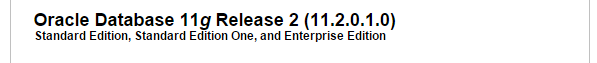 Oracle Database 11g Release 2 (11.2.0.1.0)
Standard Edition, Standard Edition One, and Enterprise Edition